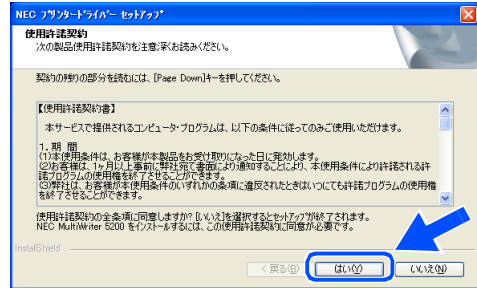 NEC プリンタードライバー セットアップ
使用許諾契約
次の製品使用許諾契約を注意深くお読みください。
契約の残りの部分を読むには、[Page Down]キーを押してください。
【使用許諾契約書】
本サービスで提供されるコンピュータ・プログラムは、以下の条件に従ってのみご使用いただけます。
1. 期 間
(1)本使用条件は、お客様が本製品をお受け取りになった日に発効します。
(2)お客様は、1ヶ月以上事前に弊社宛て書面により通知することにより、本使用条件により許諾される許
諾プログラムの使用権を終了させることができます。
(3)弊社は、お客様が本使用条件のいずれかの条項に違反されたときはいつにても許諾プログラムの使用権
を終了させることができます。
使用許諾契約の全条項に同意しますか? [いいえ]を選択するとセットアップが終了されます。
NEC MultiWriter 5200 をインストールするには、この使用許諾契約に同意が必要です。
InstallShield
< 戻る(B)
はい(Y)
いいえ(N)